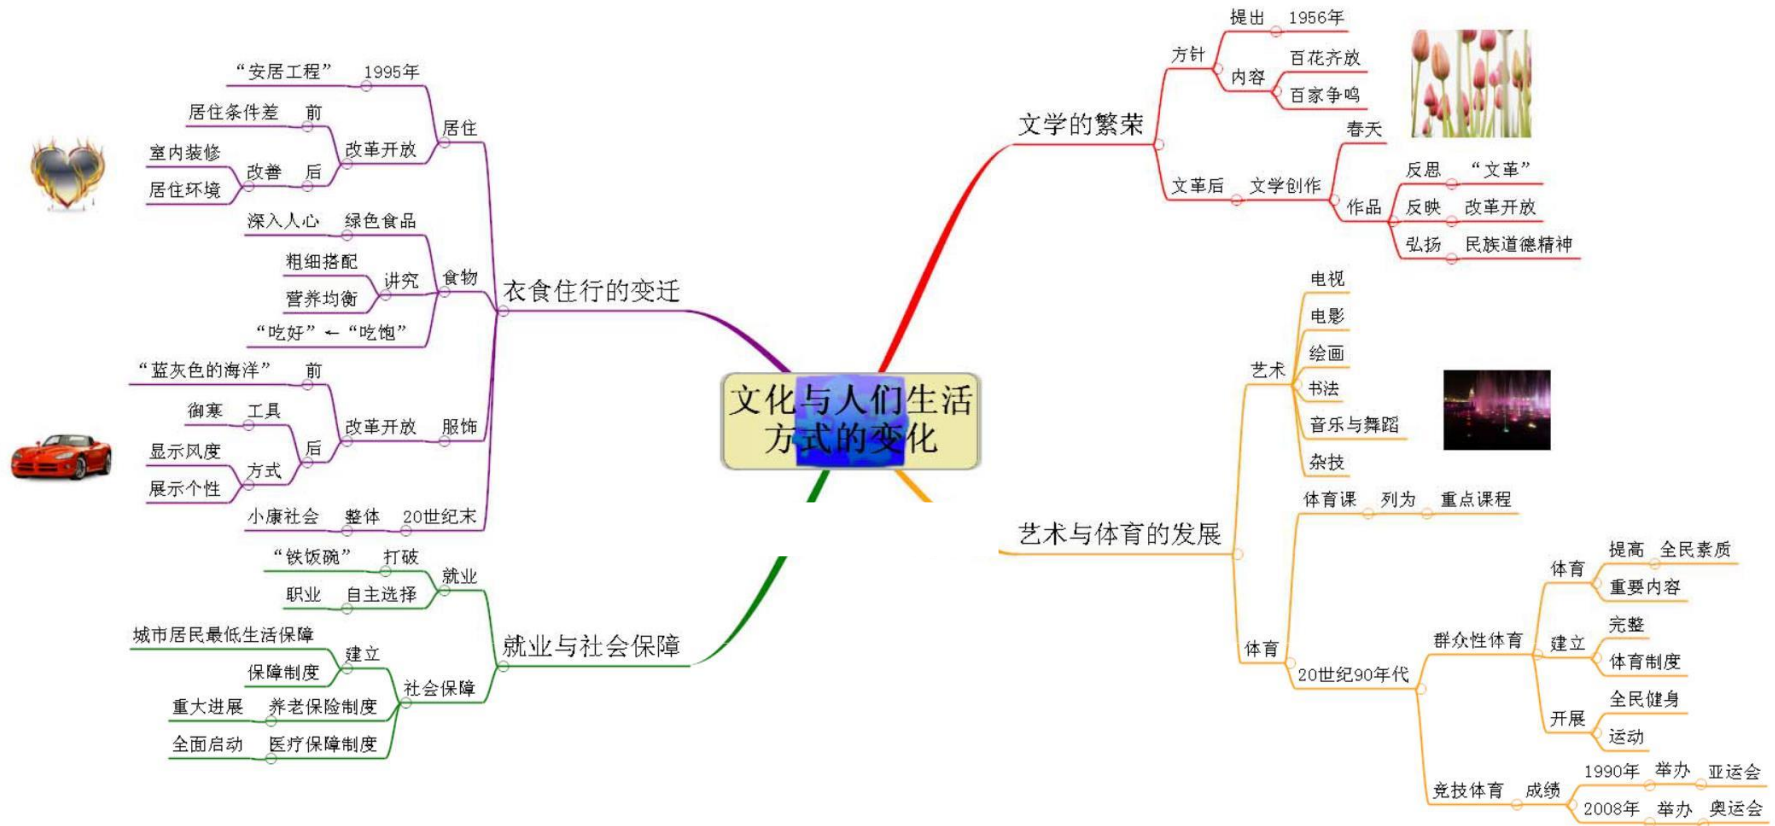 文化与人们生活
方式的变化
文学的繁荣
方针
提出
1956年
内容
百花齐放
百家争鸣
文革后
文学创作
春天
作品
反思
“文革”
反映
改革开放
弘扬
民族道德精神
艺术与体育的发展
艺术
电视
电影
绘画
书法
音乐与舞蹈
杂技
体育
体育课
列为
重点课程
20世纪90年代
群众性体育
体育
提高
全民素质
重要内容
建立
完整
体育制度
开展
全民健身
运动
竞技体育
成绩
1990年
举办
亚运会
2008年
举办
奥运会
衣食住行的变迁
居住
1995年
“安居工程”
改革开放
前
居住条件差
后
改善
室内装修
居住环境
食物
绿色食品
深入人心
讲究
粗细搭配
营养均衡
“吃好”←“吃饱”
服饰
改革开放
前
“蓝灰色的海洋”
后
工具
御寒
方式
显示风度
展示个性
20世纪末
整体
小康社会
就业与社会保障
就业
打破
“铁饭碗”
自主选择
职业
社会保障
建立
城市居民最低生活保障
保障制度
养老保险制度
重大进展
医疗保障制度
全面启动